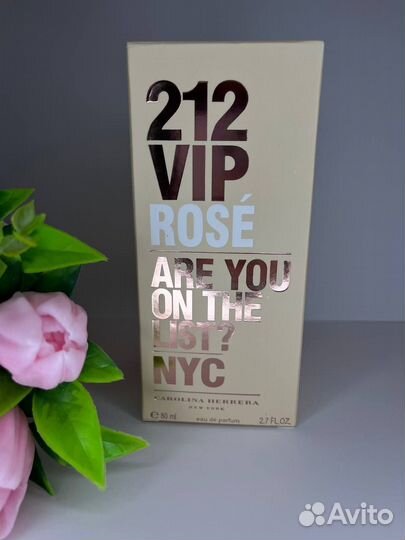 212
VIP
ROSÉ
ARE YOU
ON THE
LIST?
NYC
CAROLINA HERRERA
NEW YORK
e 80 ml eau de parfum 2.7 FL.OZ.
Avito